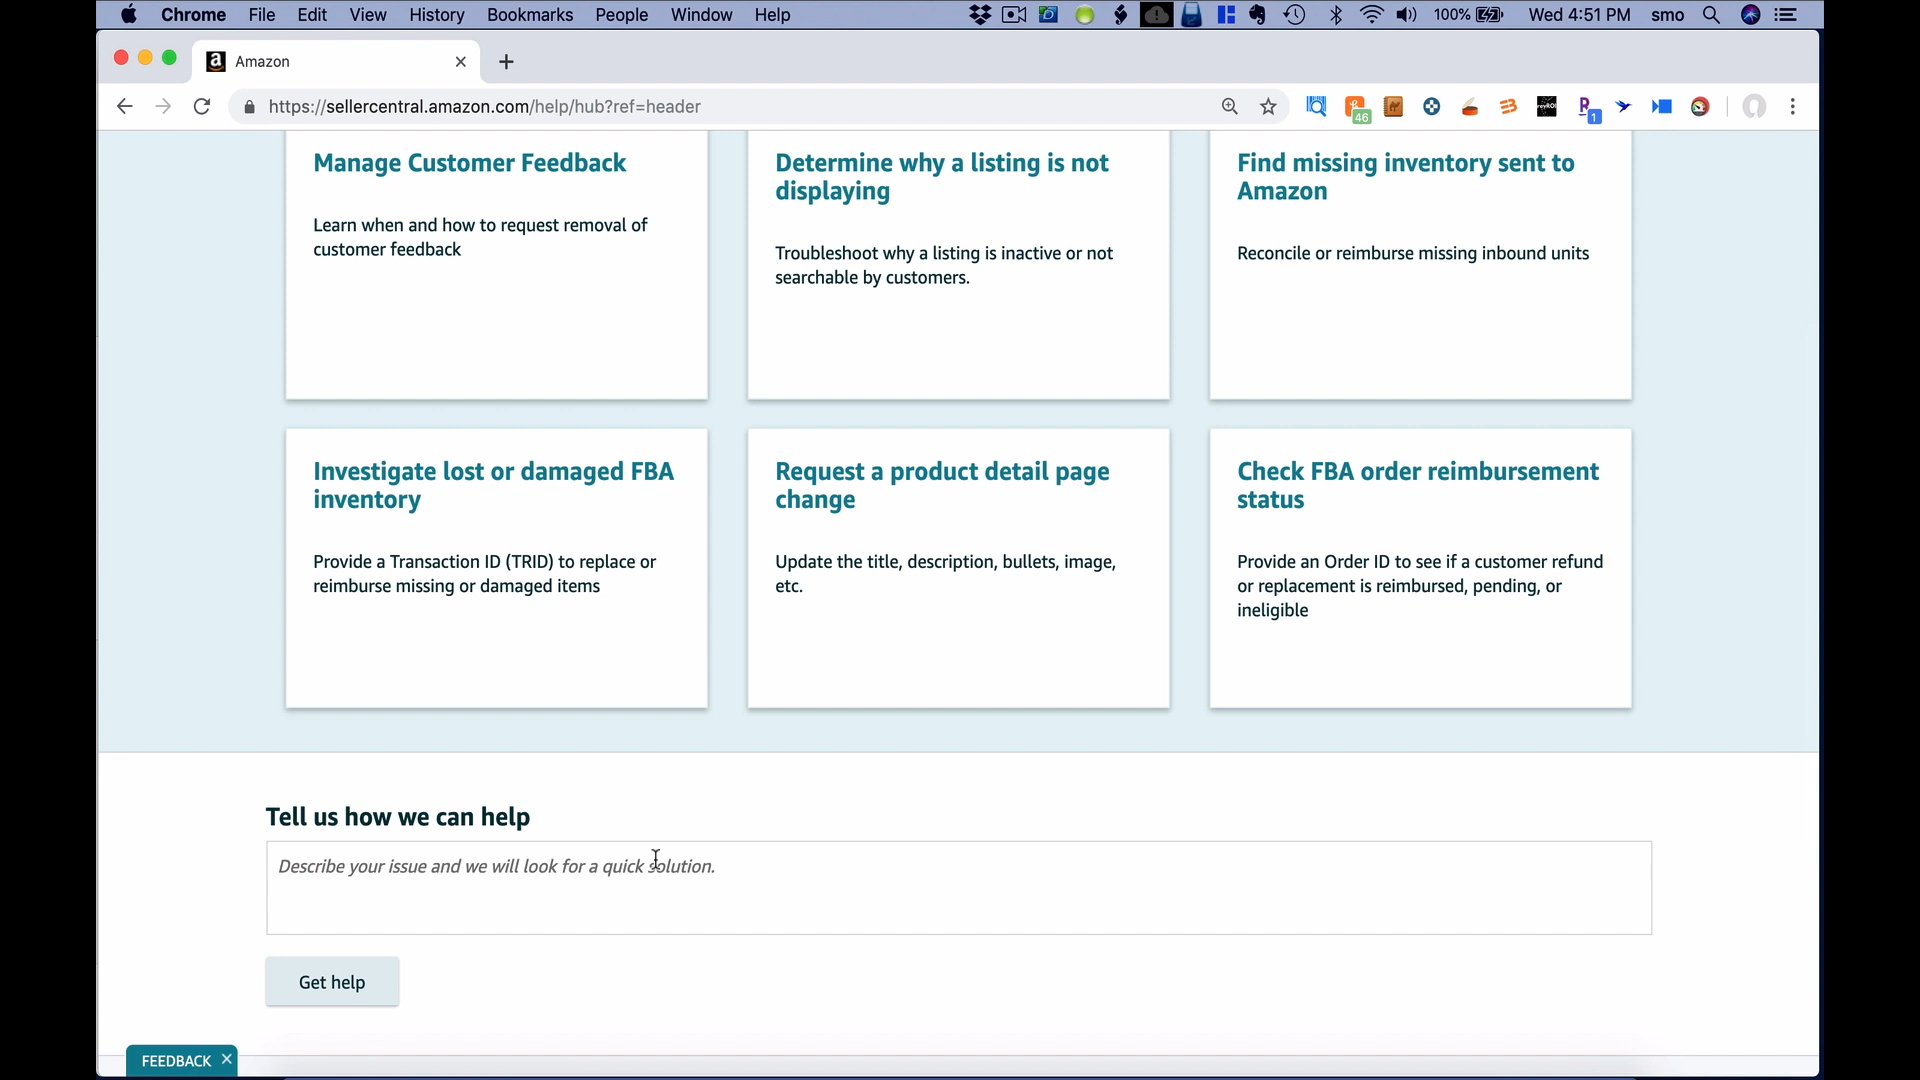 Chrome File Edit View History Bookmarks People Window Help 100% Wed 4:51 PM smo
a Amazon
https://sellercentral.amazon.com/help/hub?ref=header 46 1
Manage Customer Feedback
Learn when and how to request removal of
customer feedback
Determine why a listing is not
displaying
Troubleshoot why a listing is inactive or not
searchable by customers.
Find missing inventory sent to
Amazon
Reconcile or reimburse missing inbound units
Investigate lost or damaged FBA
inventory
Provide a Transaction ID (TRID) to replace or
reimburse missing or damaged items
Request a product detail page
change
Update the title, description, bullets, image,
etc.
Check FBA order reimbursement
status
Provide an Order ID to see if a customer refund
or replacement is reimbursed, pending, or
ineligible
Tell us how we can help
Describe your issue and we will look for a quick solution.
Get help
FEEDBACK